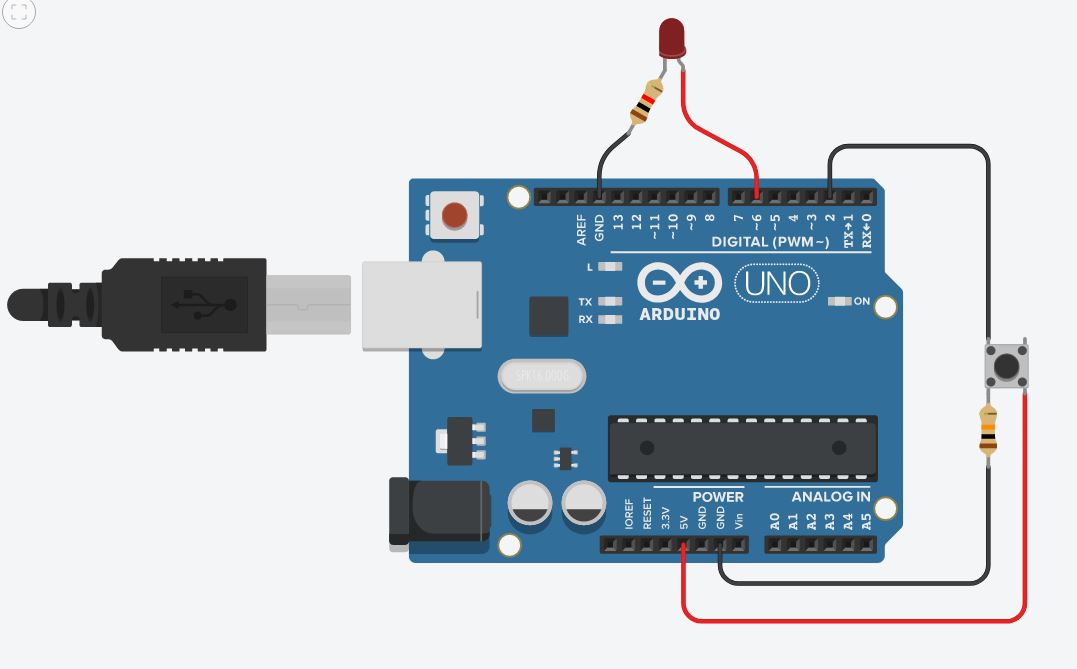 AREF
GND
13
12
~11
~10
~9
8
7
~6
~5
4
~3
2
TX→1
RX←0
DIGITAL (PWM~)
L
TX
RX
UNO
ARDUINO
ON
SPK16.000G
POWER
ANALOG IN
IOREF
RESET
3.3V
5V
GND
GND
Vin
A0
A1
A2
A3
A4
A5